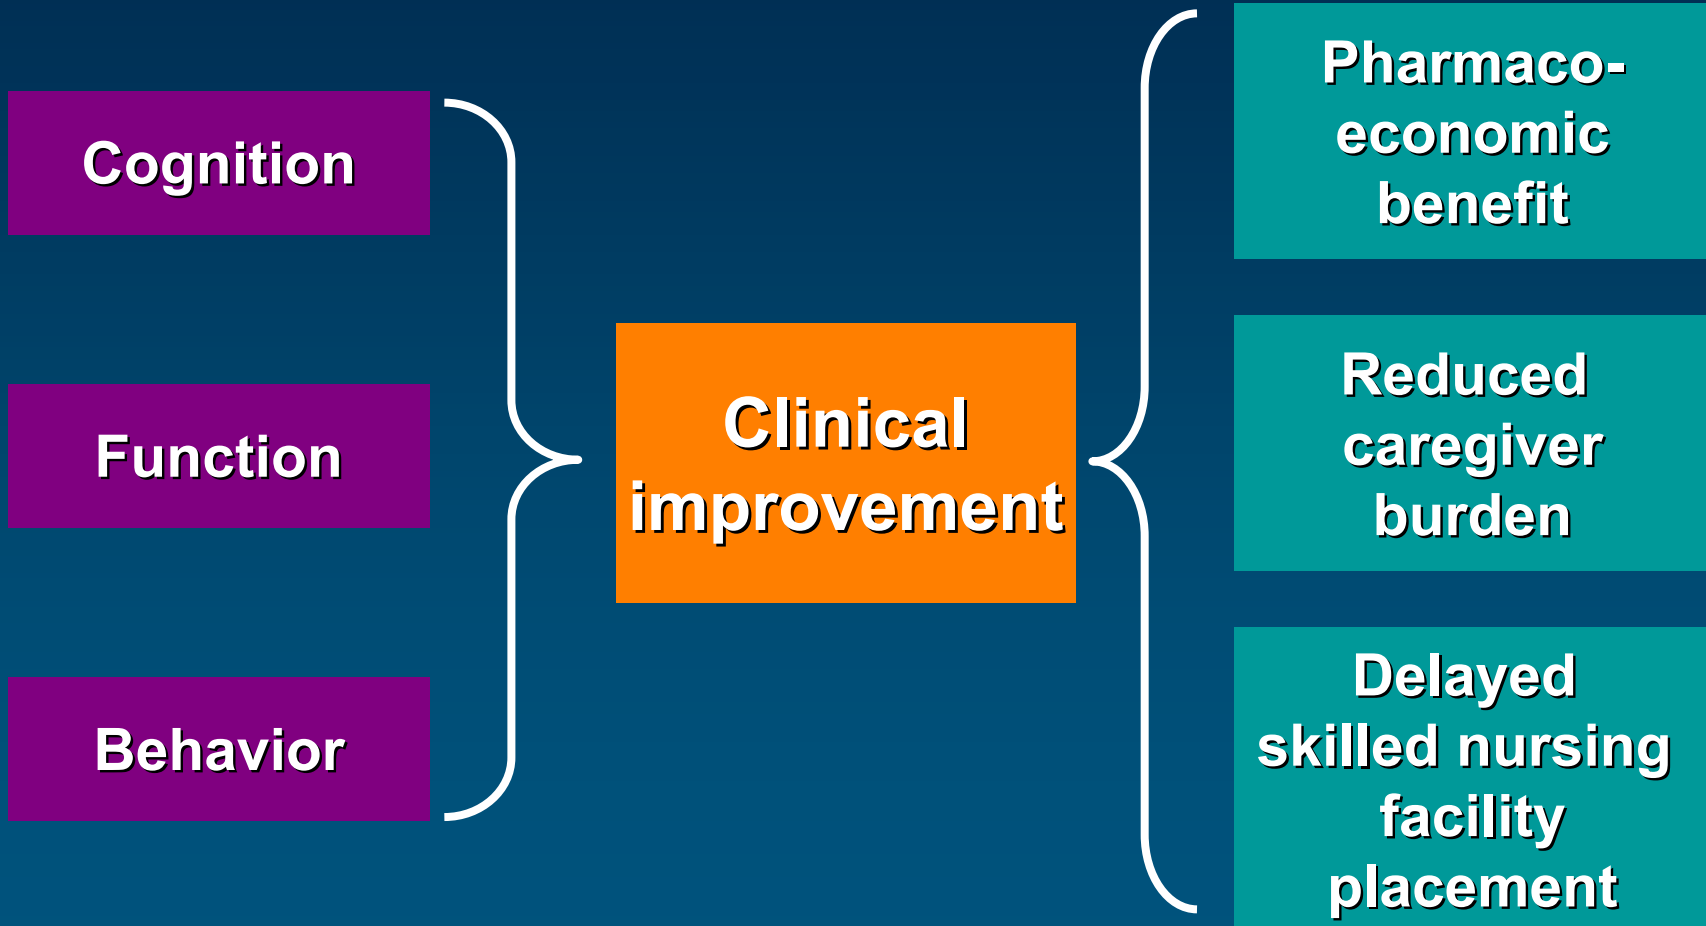 Cognition
Function
Behavior
Clinical
improvement
Pharmaco-
economic
benefit
Reduced
caregiver
burden
Delayed
skilled nursing
facility
placement